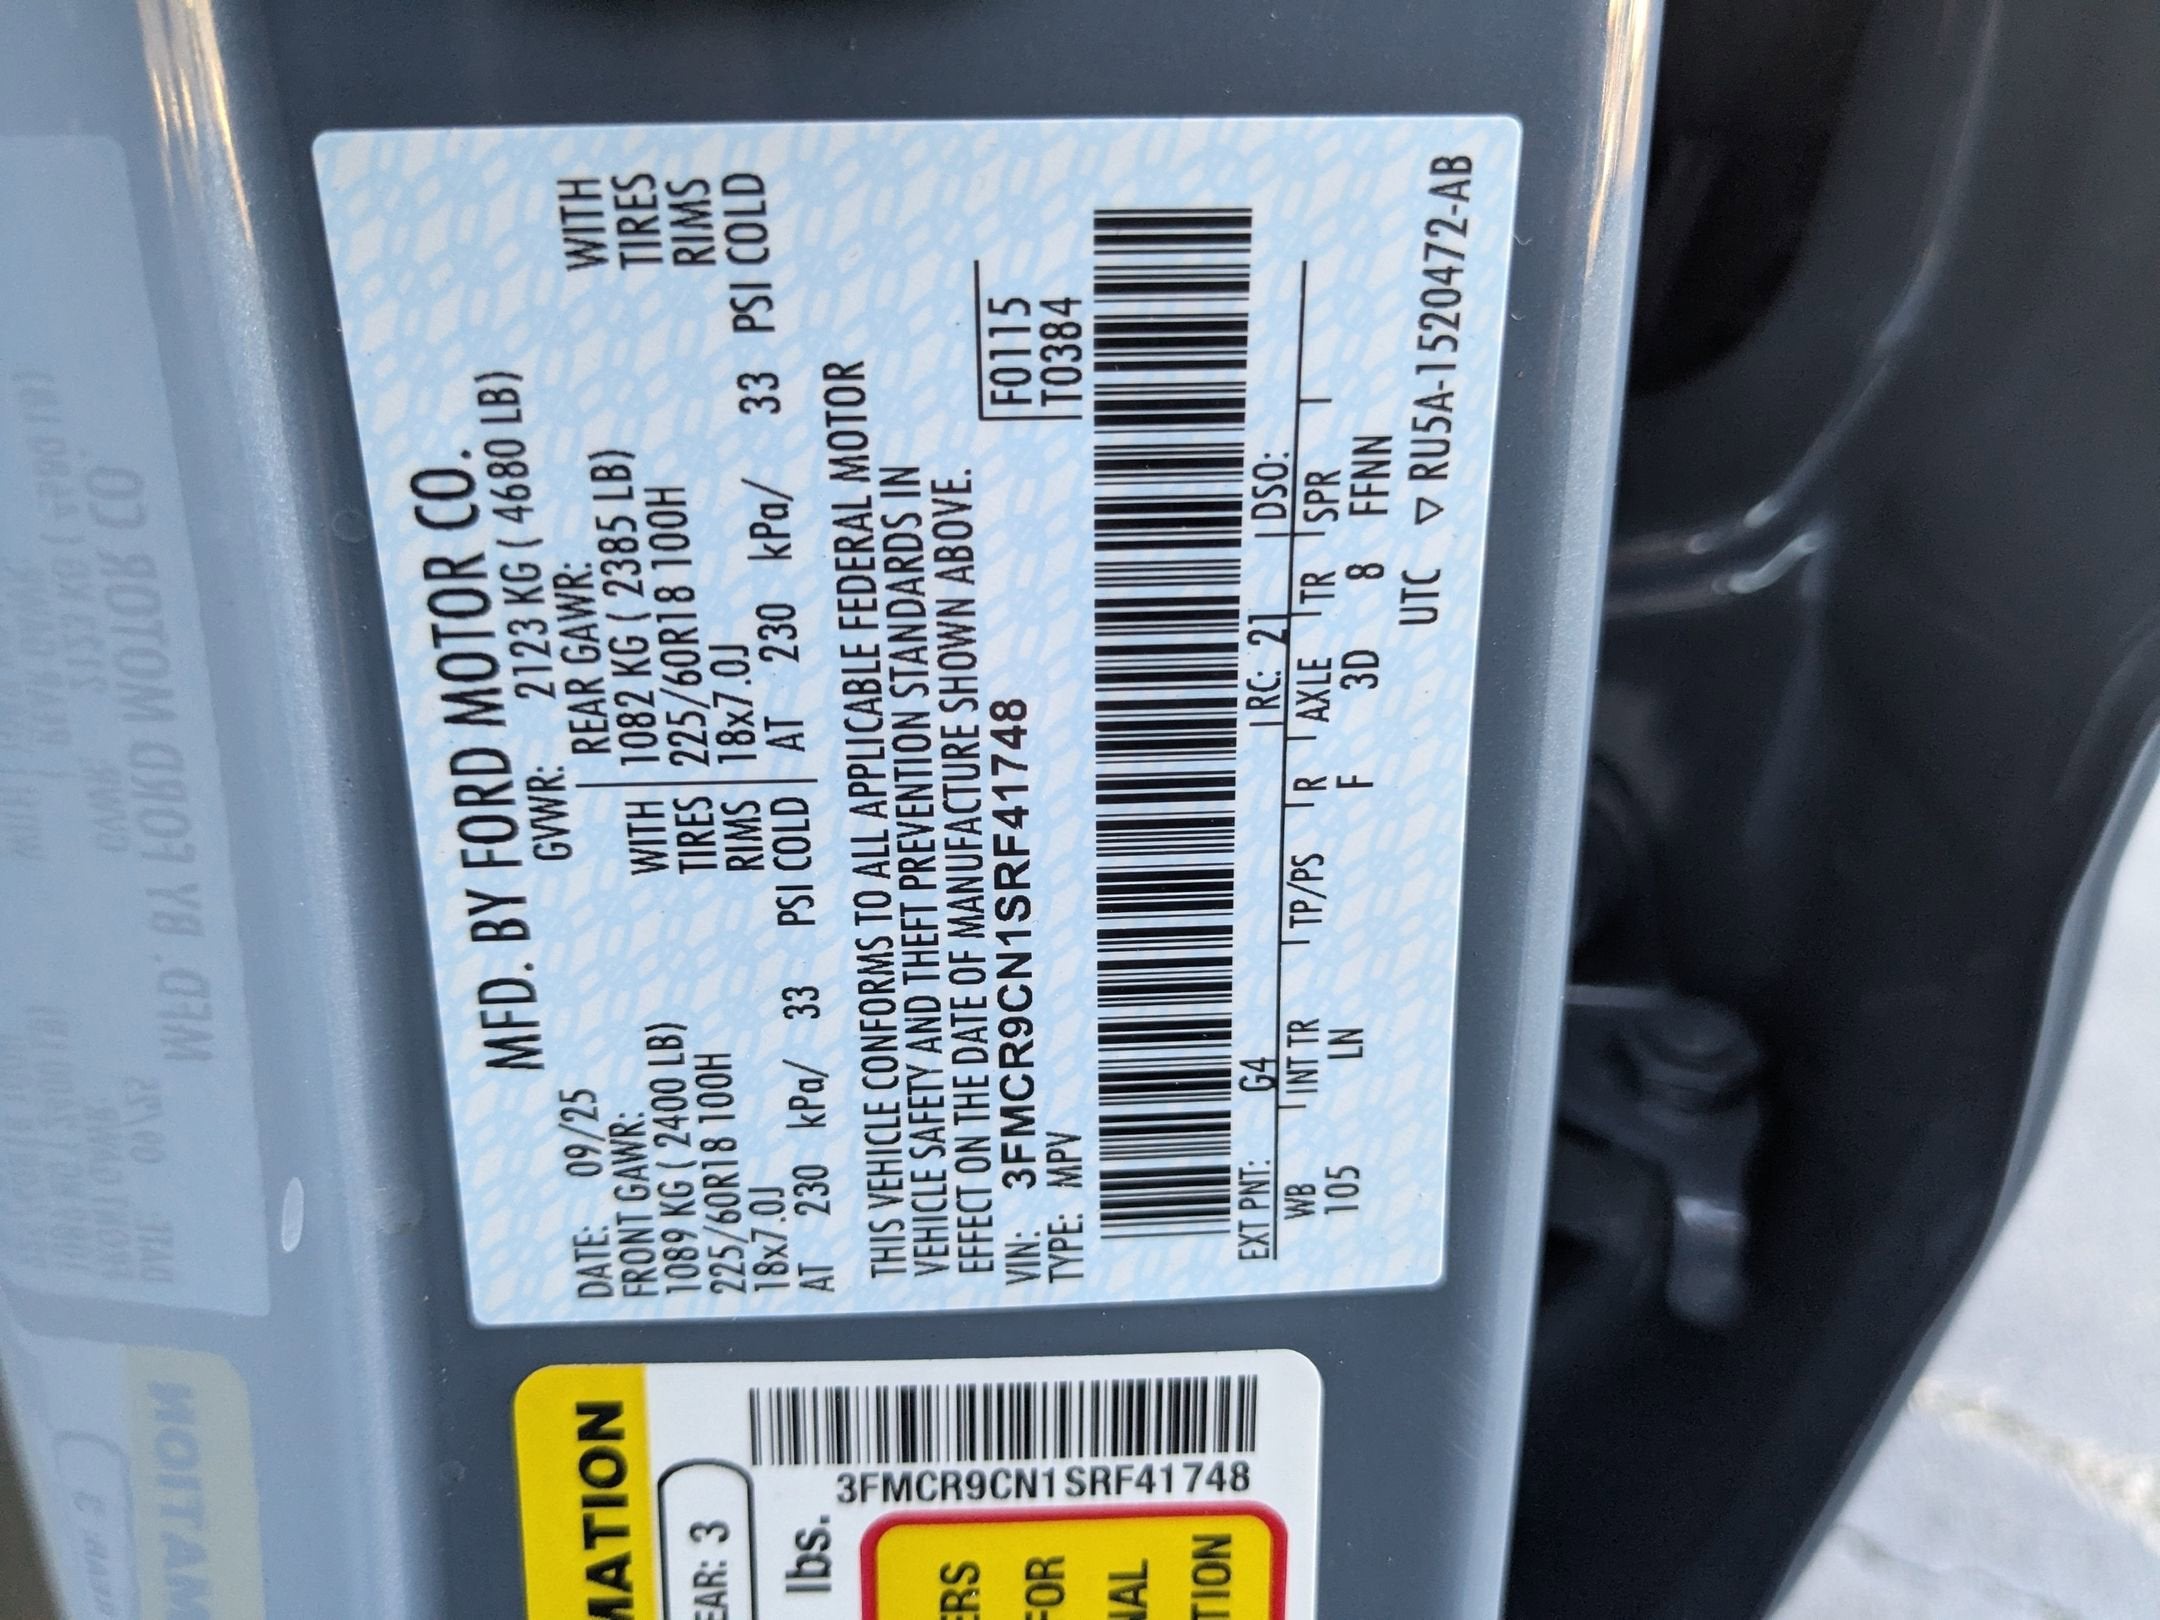 MFD. BY FORD MOTOR CO.
DATE: 09/25 GVWR: 2123 KG ( 4680 LB)
FRONT GAWR: REAR GAWR:
1089 KG ( 2400 LB) WITH 1082 KG ( 2385 LB) WITH
225/60R18 100H TIRES 225/60R18 100H TIRES
18x7.0J RIMS 18x7.0J RIMS
AT 230 kPa/ 33 PSI COLD AT 230 kPa/ 33 PSI COLD
THIS VEHICLE CONFORMS TO ALL APPLICABLE FEDERAL MOTOR
VEHICLE SAFETY AND THEFT PREVENTION STANDARDS IN
EFFECT ON THE DATE OF MANUFACTURE SHOWN ABOVE.
VIN: 3FMCR9CN1SRF41748 F0115
TYPE: MPV T0384
EXT PNT: G4 RC: 21 DSO:
WB INT TR TP/PS R AXLE TR SPR
105 LN F 3D 8 FFNN
UTC ▽ RU5A-1520472-AB
MATION
EAR: 3
lbs.
3FMCR9CN1SRF41748
ERS
FOR
NAL
TION